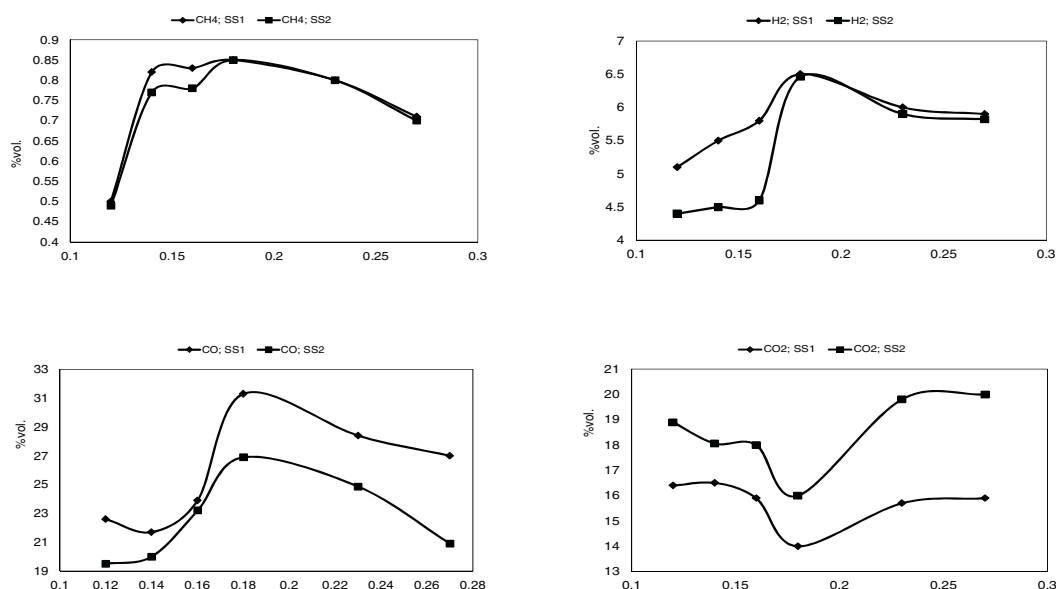 CH4; SS1 CH4; SS2
0.9
0.85
0.8
0.75
0.7
0.65
0.6
0.55
0.5
0.45
0.4
%vol.
0.1 0.15 0.2 0.25 0.3
H2; SS1 H2; SS2
7
6.5
6
5.5
5
4.5
4
%vol.
0.1 0.15 0.2 0.25 0.3
CO; SS1 CO; SS2
33
31
29
27
25
23
21
19
%vol.
0.1 0.12 0.14 0.16 0.18 0.2 0.22 0.24 0.26 0.28
CO2; SS1 CO2; SS2
21
20
19
18
17
16
15
14
13
%vol.
0.1 0.15 0.2 0.25 0.3